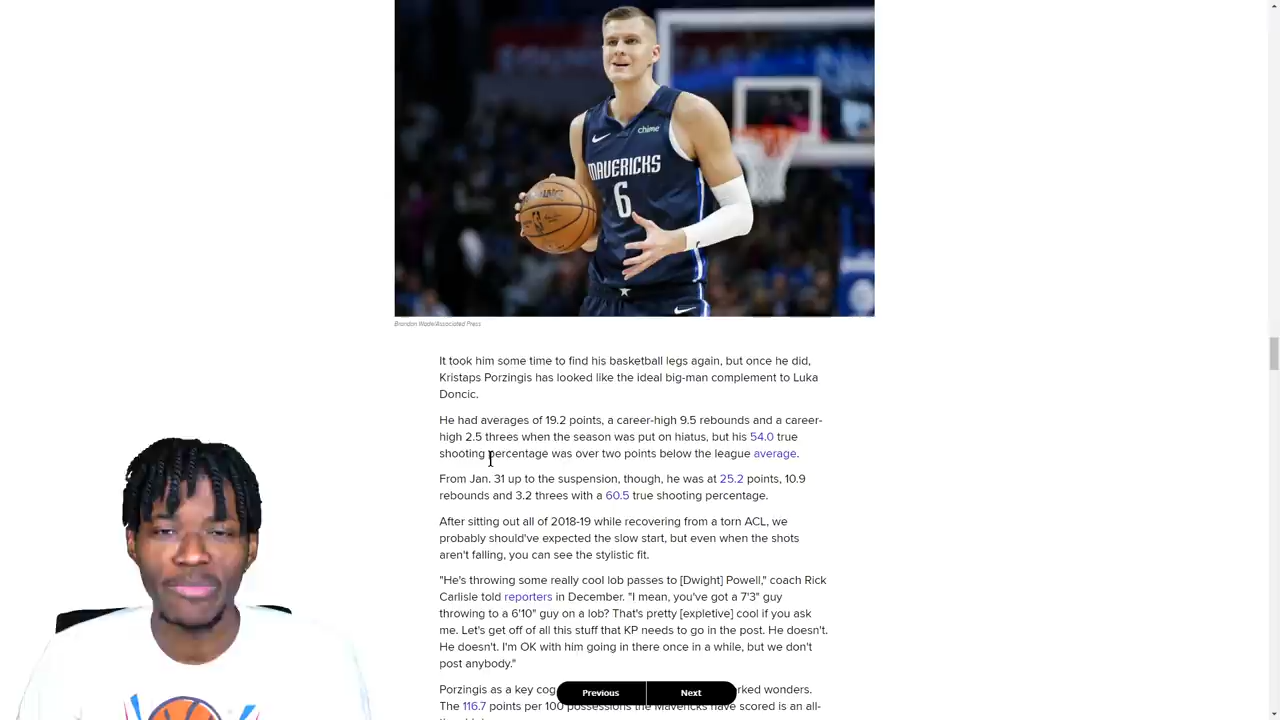 chime
MAVERICKS
6
Brandon Wade/Associated Press
It took him some time to find his basketball legs again, but once he did,
Kristaps Porzingis has looked like the ideal big-man complement to Luka
Doncic.
He had averages of 19.2 points, a career-high 9.5 rebounds and a career-
high 2.5 threes when the season was put on hiatus, but his 54.0 true
shooting percentage was over two points below the league average.
From Jan. 31 up to the suspension, though, he was at 25.2 points, 10.9
rebounds and 3.2 threes with a 60.5 true shooting percentage.
After sitting out all of 2018-19 while recovering from a torn ACL, we
probably should've expected the slow start, but even when the shots
aren't falling, you can see the stylistic fit.
"He's throwing some really cool lob passes to [Dwight] Powell," coach Rick
Carlisle told reporters in December. "I mean, you've got a 7'3" guy
throwing to a 6'10" guy on a lob? That's pretty [expletive] cool if you ask
me. Let's get off of all this stuff that KP needs to go in the post. He doesn't.
He doesn't. I'm OK with him going in there once in a while, but we don't
post anybody."
Porzingis as a key cog rked wonders.
Previous Next
The 116.7 points per 100 possessions the Mavericks have scored is an all-